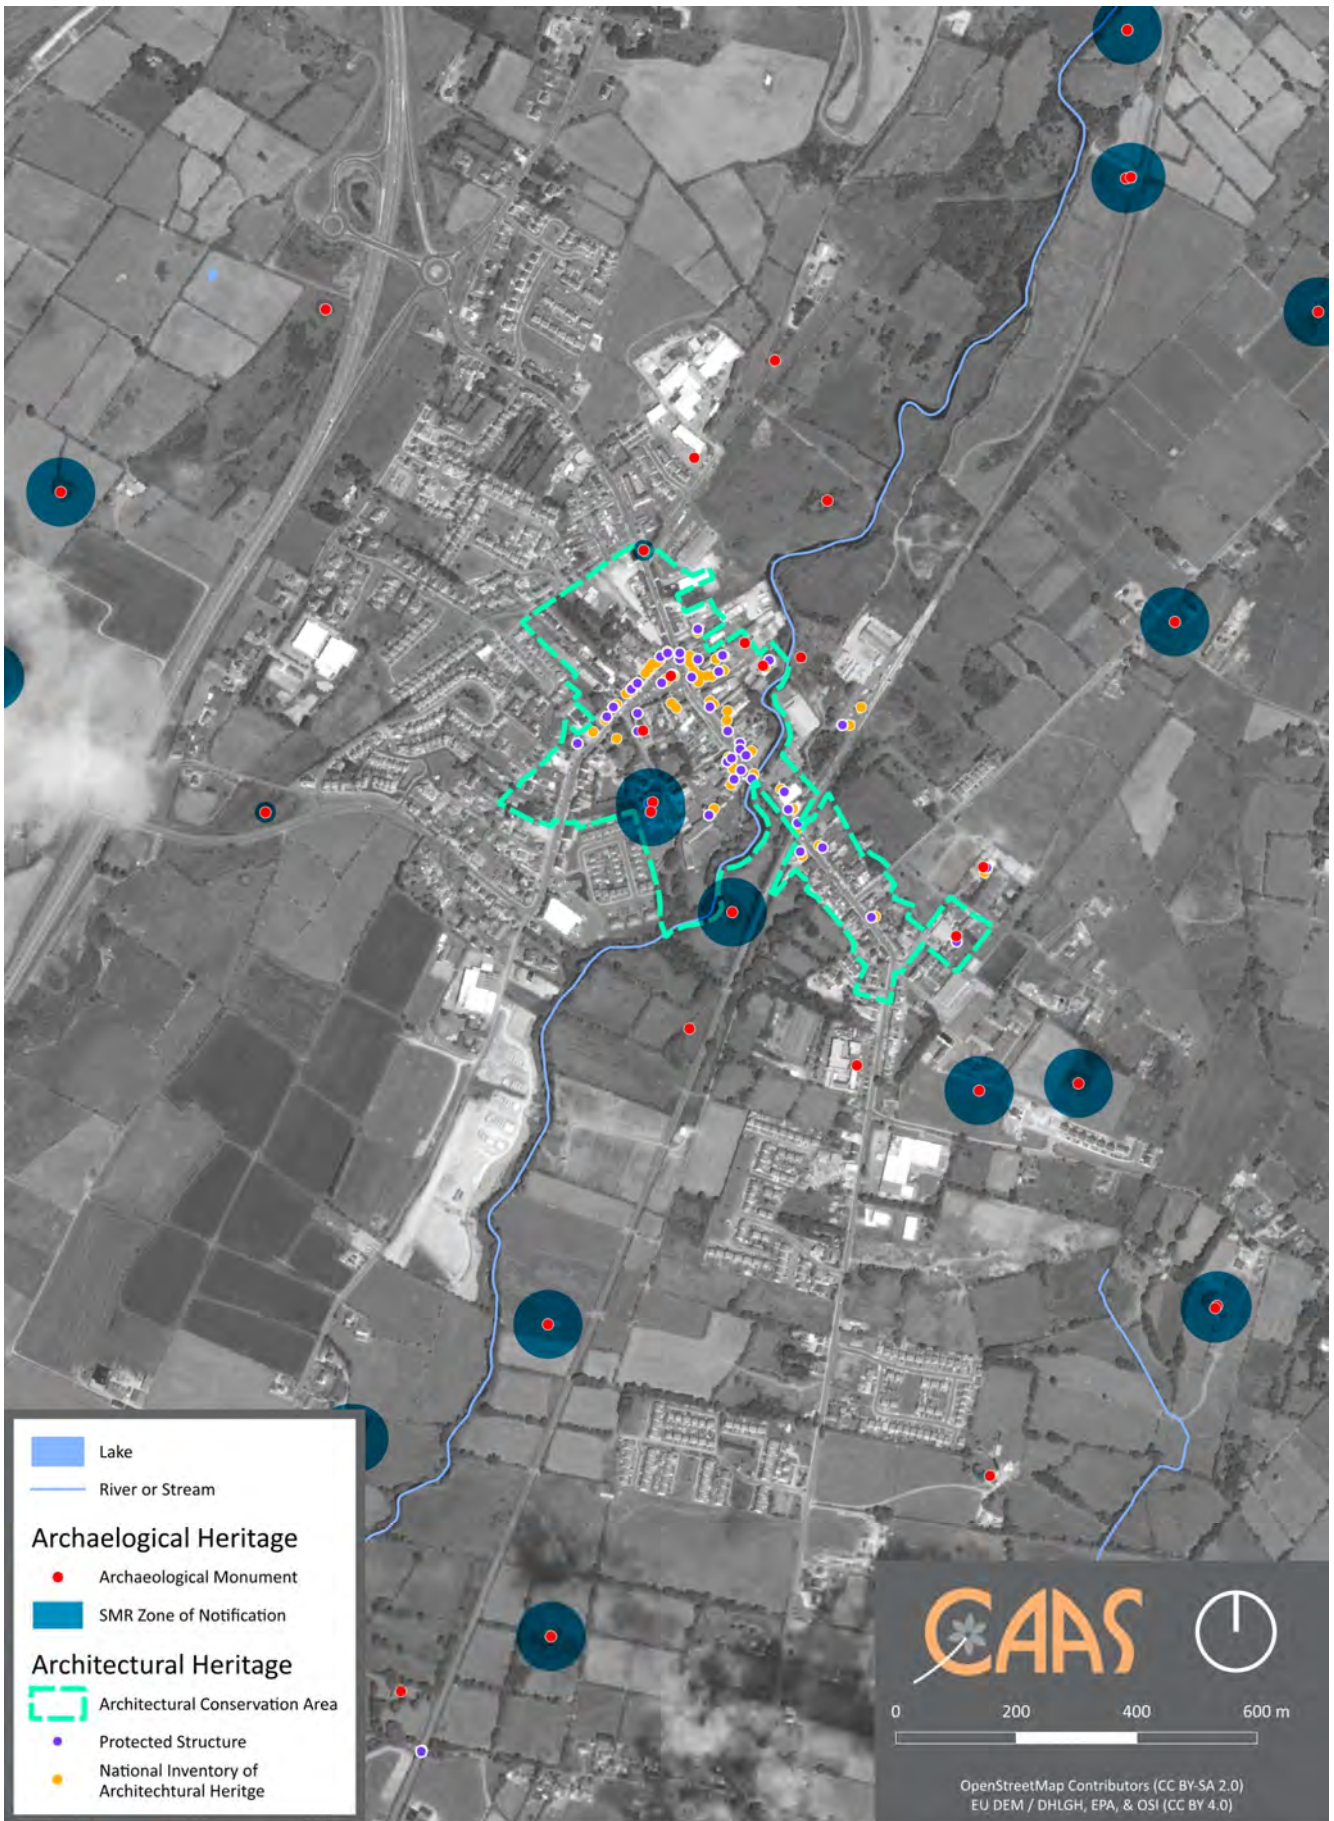 Lake
River or Stream
Archaelogical Heritage
Archaeological Monument
SMR Zone of Notification
Architectural Heritage
Architectural Conservation Area
Protected Structure
National Inventory of
Architechtural Heritge
CAAS
0 200 400 600 m
OpenStreetMap Contributors (CC BY-SA 2.0)
EU DEM / DHLGH, EPA, & OSI (CC BY 4.0)